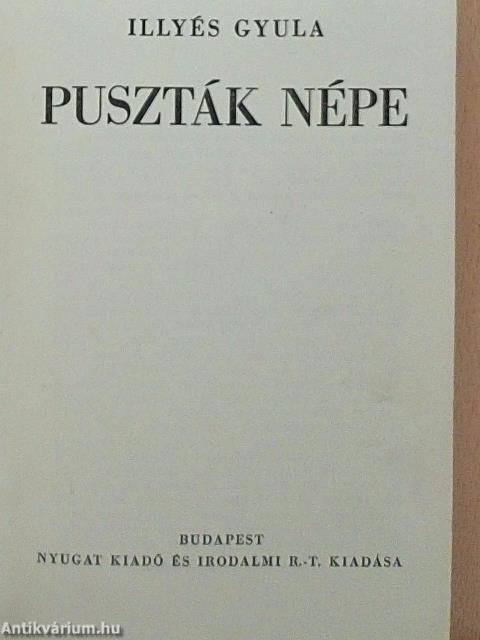 ILLYÉS GYULA
PUSZTÁK NÉPE
BUDAPEST
NYUGAT KIADÓ ÉS IRODALMI R.-T. KIADÁSA
Antikvárium.hu